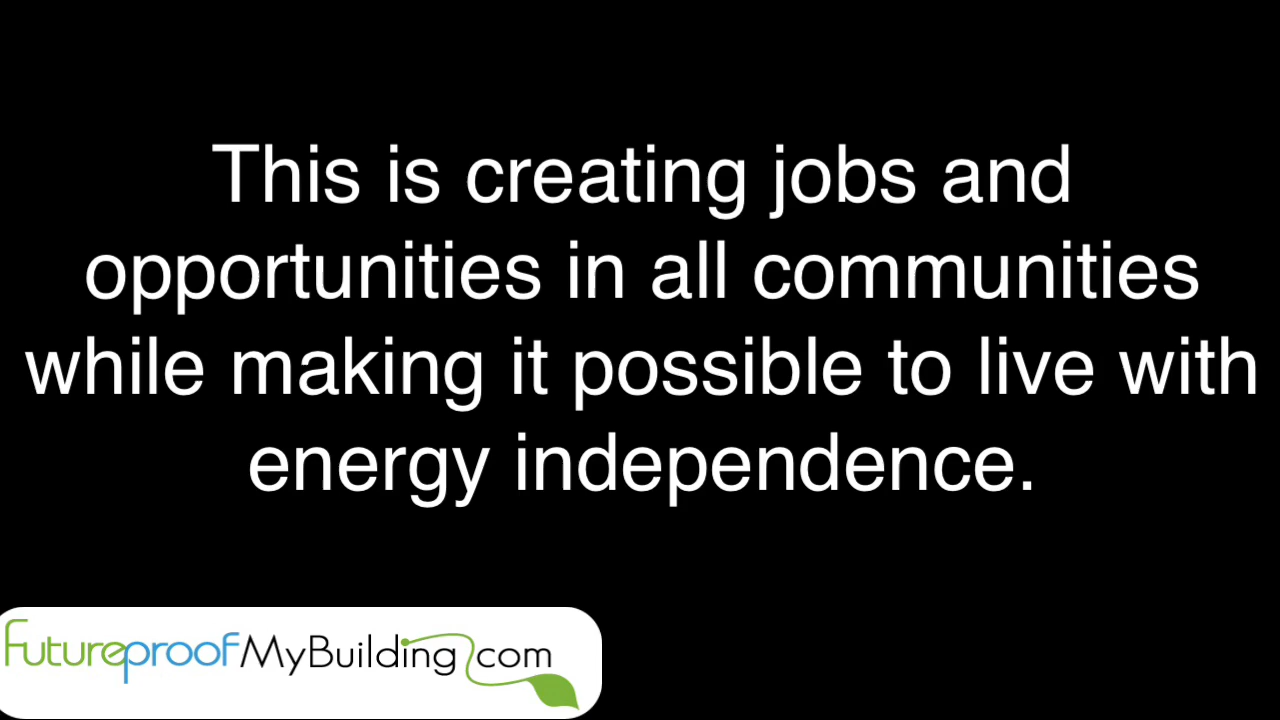 This is creating jobs and
opportunities in all communities
while making it possible to live with
energy independence.
FutureproofMyBuilding.com